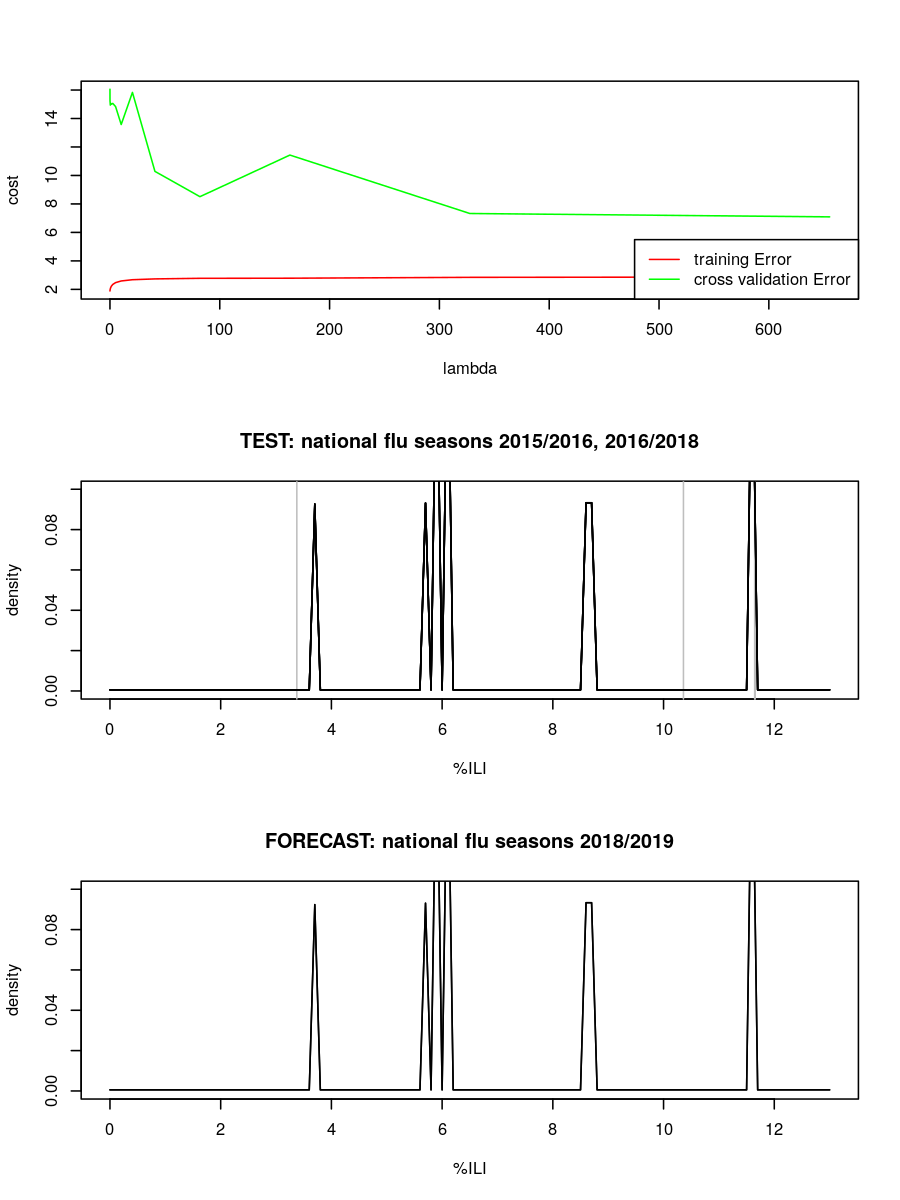 cost
14
10
8
6
4
2
training Error
cross validation Error
0 100 200 300 400 500 600
lambda
TEST: national flu seasons 2015/2016, 2016/2018
density
0.08
0.04
0.00
0 2 4 6 8 10 12
%ILI
FORECAST: national flu seasons 2018/2019
density
0.08
0.04
0.00
0 2 4 6 8 10 12
%ILI